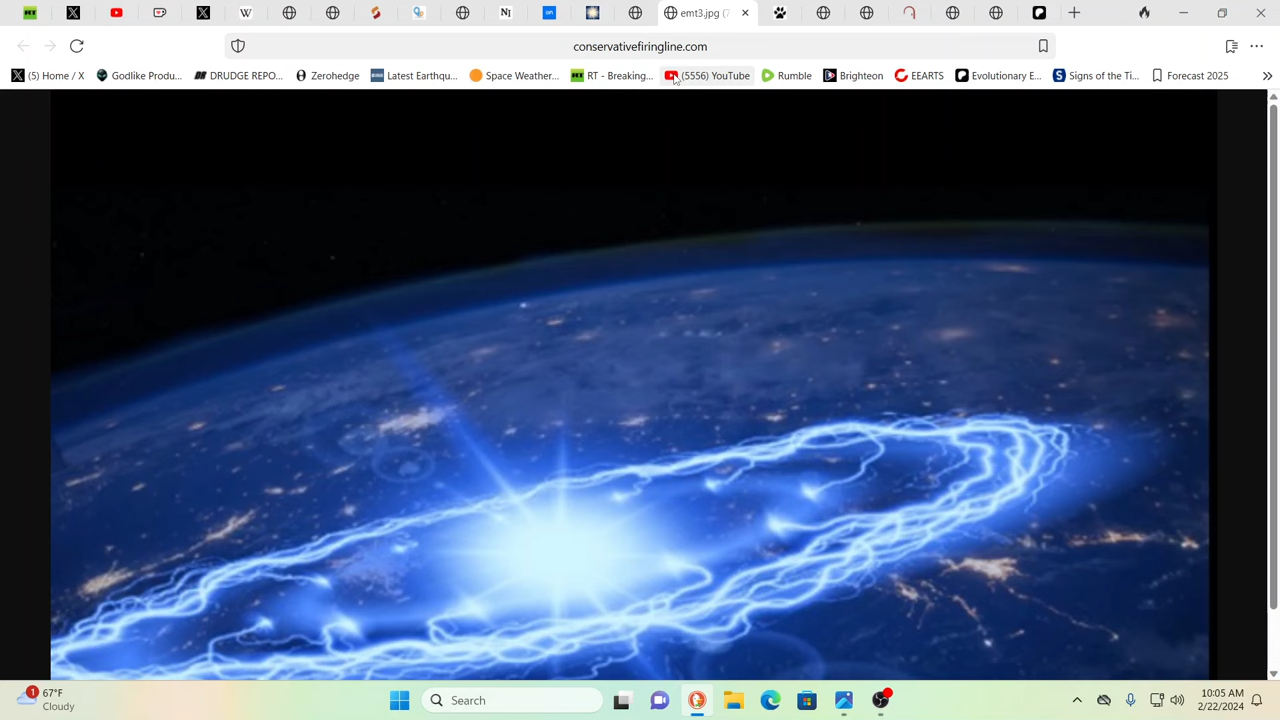 emt3.jpg (7
conservativefiringline.com
(5) Home / X
Godlike Produ...
DRUDGE REPO...
Zerohedge
Latest Earthqu...
Space Weather...
RT - Breaking...
(5556) YouTube
Rumble
Brighteon
EEARTS
Evolutionary E...
Signs of the Ti...
Forecast 2025
1
67°F
Cloudy
Search
10:05 AM
2/22/2024